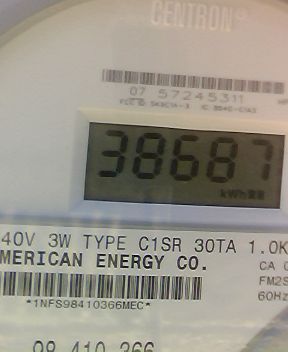 CENTRON
07 57245311
38687
kWh
40V 3W TYPE C1SR 30TA 1.0K
MERICAN ENERGY CO.
CA
FM2S
60Hz
*1NFS98410366MEC*
98 410 366